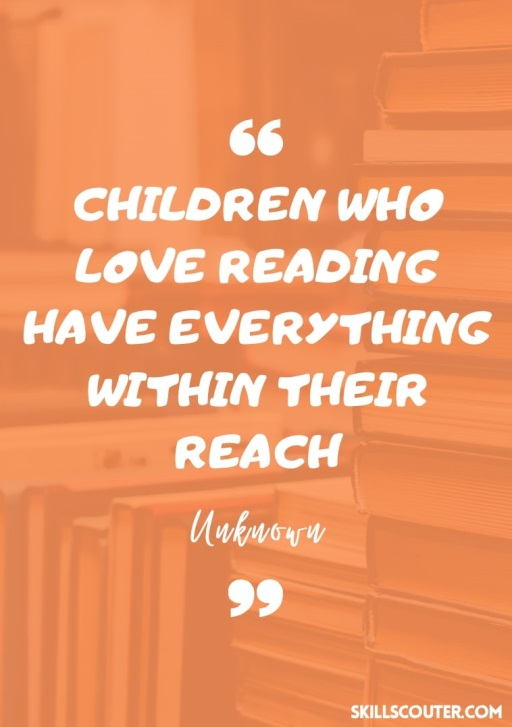 “
CHILDREN WHO
LOVE READING
HAVE EVERYTHING
WITHIN THEIR
REACH
Unknown
”
SKILLSCOUTER.COM